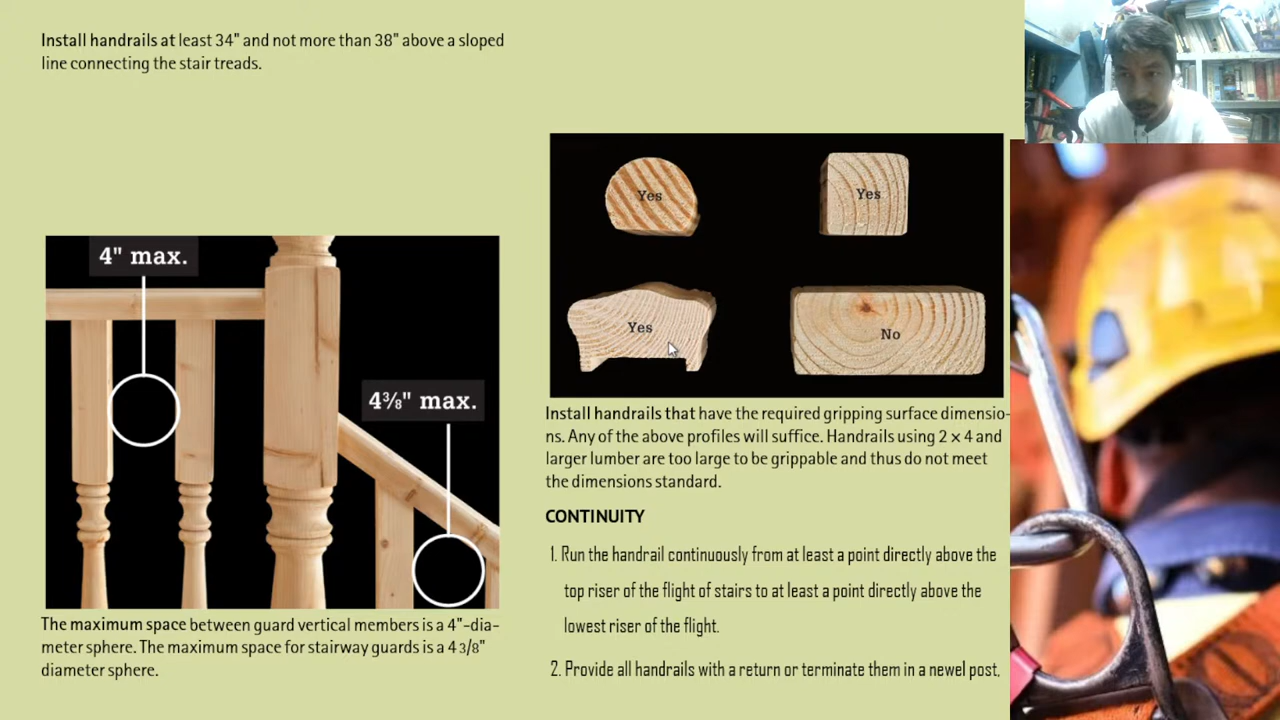 Install handrails at least 34" and not more than 38" above a sloped
line connecting the stair treads.
4" max.
4 3/8" max.
The maximum space between guard vertical members is a 4"-dia-
meter sphere. The maximum space for stairway guards is a 4 3/8"
diameter sphere.
Yes
Yes
Yes
No
Install handrails that have the required gripping surface dimensio-
ns. Any of the above profiles will suffice. Handrails using 2 × 4 and
larger lumber are too large to be grippable and thus do not meet
the dimensions standard.
CONTINUITY
1. Run the handrail continuously from at least a point directly above the
top riser of the flight of stairs to at least a point directly above the
lowest riser of the flight.
2. Provide all handrails with a return or terminate them in a newel post,